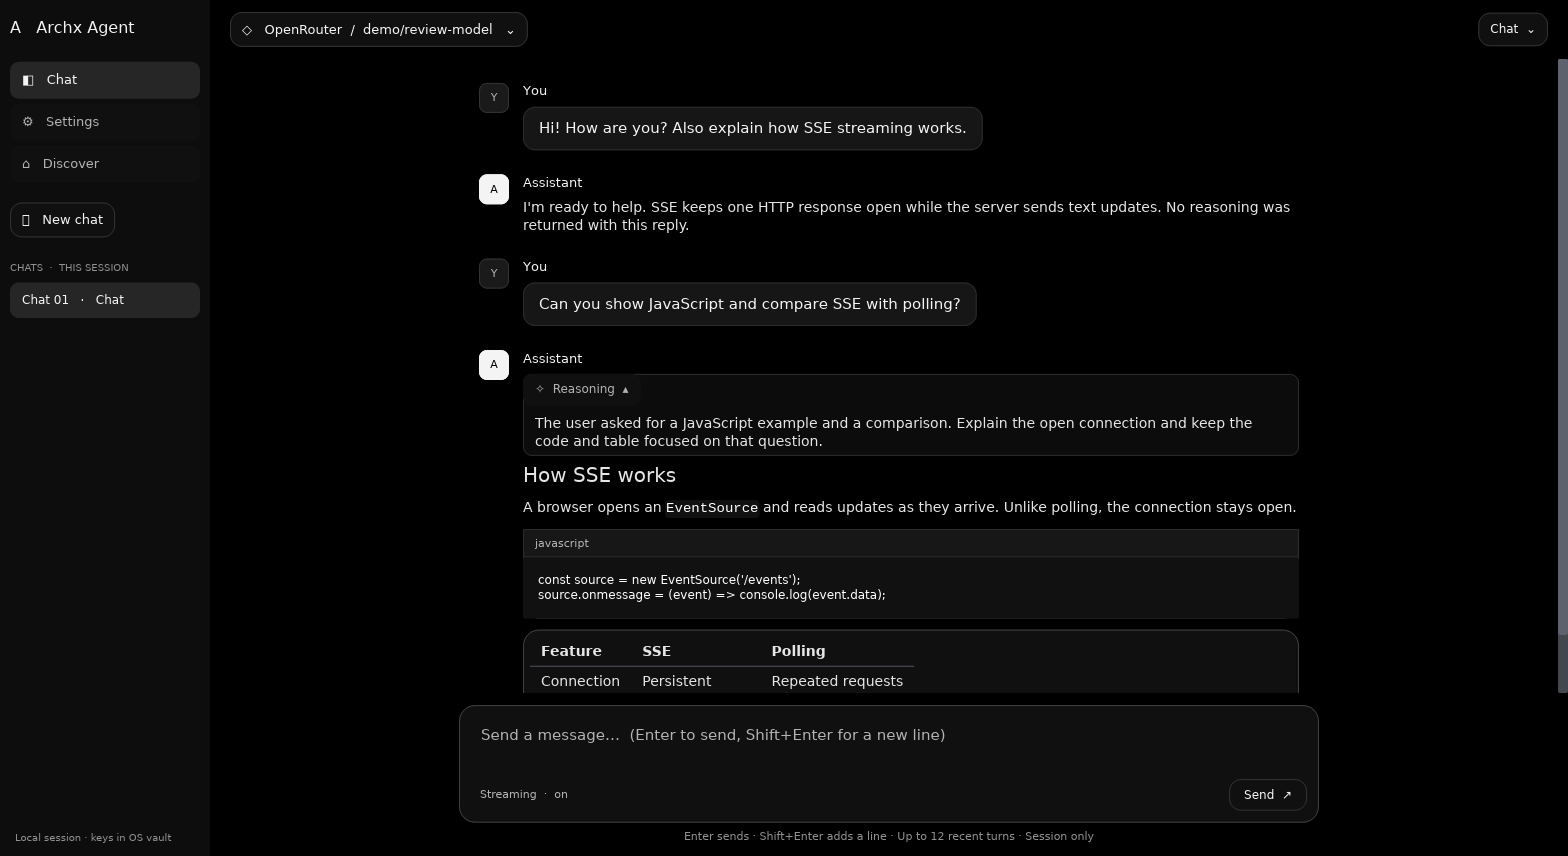 A Archx Agent
Chat
Settings
Discover
New chat
CHATS · THIS SESSION
Chat 01 · Chat
Local session · keys in OS vault
OpenRouter / demo/review-model
Chat
Y
You
Hi! How are you? Also explain how SSE streaming works.
A
Assistant
I'm ready to help. SSE keeps one HTTP response open while the server sends text updates. No reasoning was
returned with this reply.
Y
You
Can you show JavaScript and compare SSE with polling?
A
Assistant
Reasoning
The user asked for a JavaScript example and a comparison. Explain the open connection and keep the
code and table focused on that question.
How SSE works
A browser opens an EventSource and reads updates as they arrive. Unlike polling, the connection stays open.
javascript
const source = new EventSource('/events');
source.onmessage = (event) => console.log(event.data);
Feature SSE Polling
Connection Persistent Repeated requests
Send a message… (Enter to send, Shift+Enter for a new line)
Streaming · on
Send ↗
Enter sends · Shift+Enter adds a line · Up to 12 recent turns · Session only